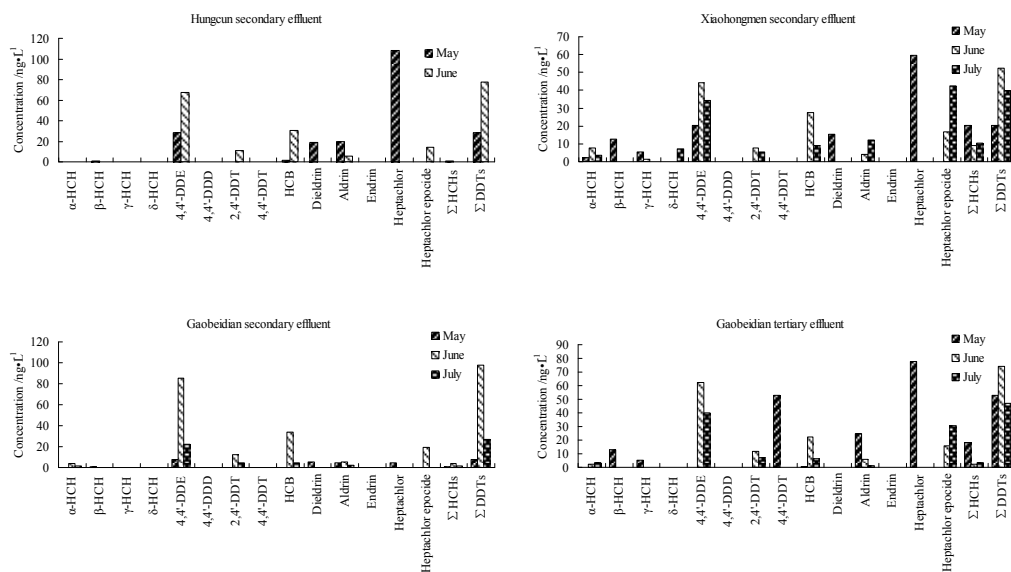 Hungcun secondary effluent
Concentration /ng•L¹
120
100
80
60
40
20
0
May
June
α-HCH
β-HCH
γ-HCH
δ-HCH
4,4'-DDE
4,4'-DDD
2,4'-DDT
4,4'-DDT
HCB
Dieldrin
Aldrin
Endrin
Heptachlor
Heptachlor epocide
∑ HCHs
∑ DDTs
Xiaohongmen secondary effluent
Concentration /ng•L¹
70
60
50
40
30
20
10
0
May
June
July
α-HCH
β-HCH
γ-HCH
δ-HCH
4,4'-DDE
4,4'-DDD
2,4'-DDT
4,4'-DDT
HCB
Dieldrin
Aldrin
Endrin
Heptachlor
Heptachlor epocide
∑ HCHs
∑ DDTs
Gaobeidian secondary effluent
Concentration /ng•L¹
120
100
80
60
40
20
0
May
June
July
α-HCH
β-HCH
γ-HCH
δ-HCH
4,4'-DDE
4,4'-DDD
2,4'-DDT
4,4'-DDT
HCB
Dieldrin
Aldrin
Endrin
Heptachlor
Heptachlor epocide
∑ HCHs
∑ DDTs
Gaobeidian tertiary effluent
Concentration /ng•L¹
90
80
70
60
50
40
30
20
10
0
May
June
July
α-HCH
β-HCH
γ-HCH
δ-HCH
4,4'-DDE
4,4'-DDD
2,4'-DDT
4,4'-DDT
HCB
Dieldrin
Aldrin
Endrin
Heptachlor
Heptachlor epocide
∑ HCHs
∑ DDTs